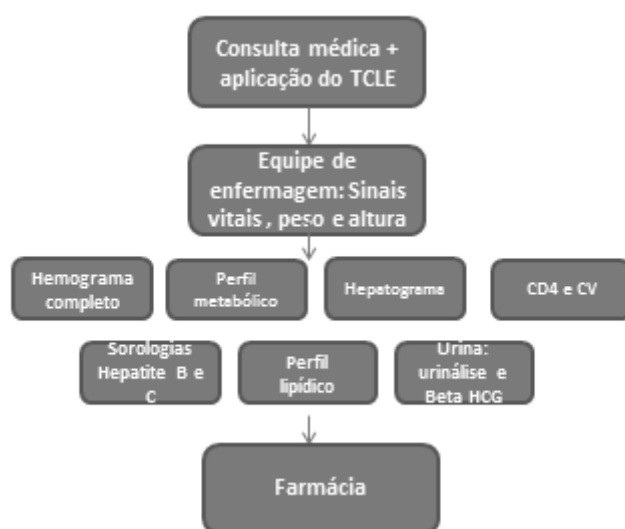 Consulta médica +
aplicação do TCLE
Equipe de
enfermagem: Sinais
vitais , peso e altura
Hemograma
completo
Perfil
metabólico
Hepatograma
CD4 e CV
Sorologias
Hepatite B e
C
Perfil
lipídico
Urina:
urinálise e
Beta HCG
Farmácia